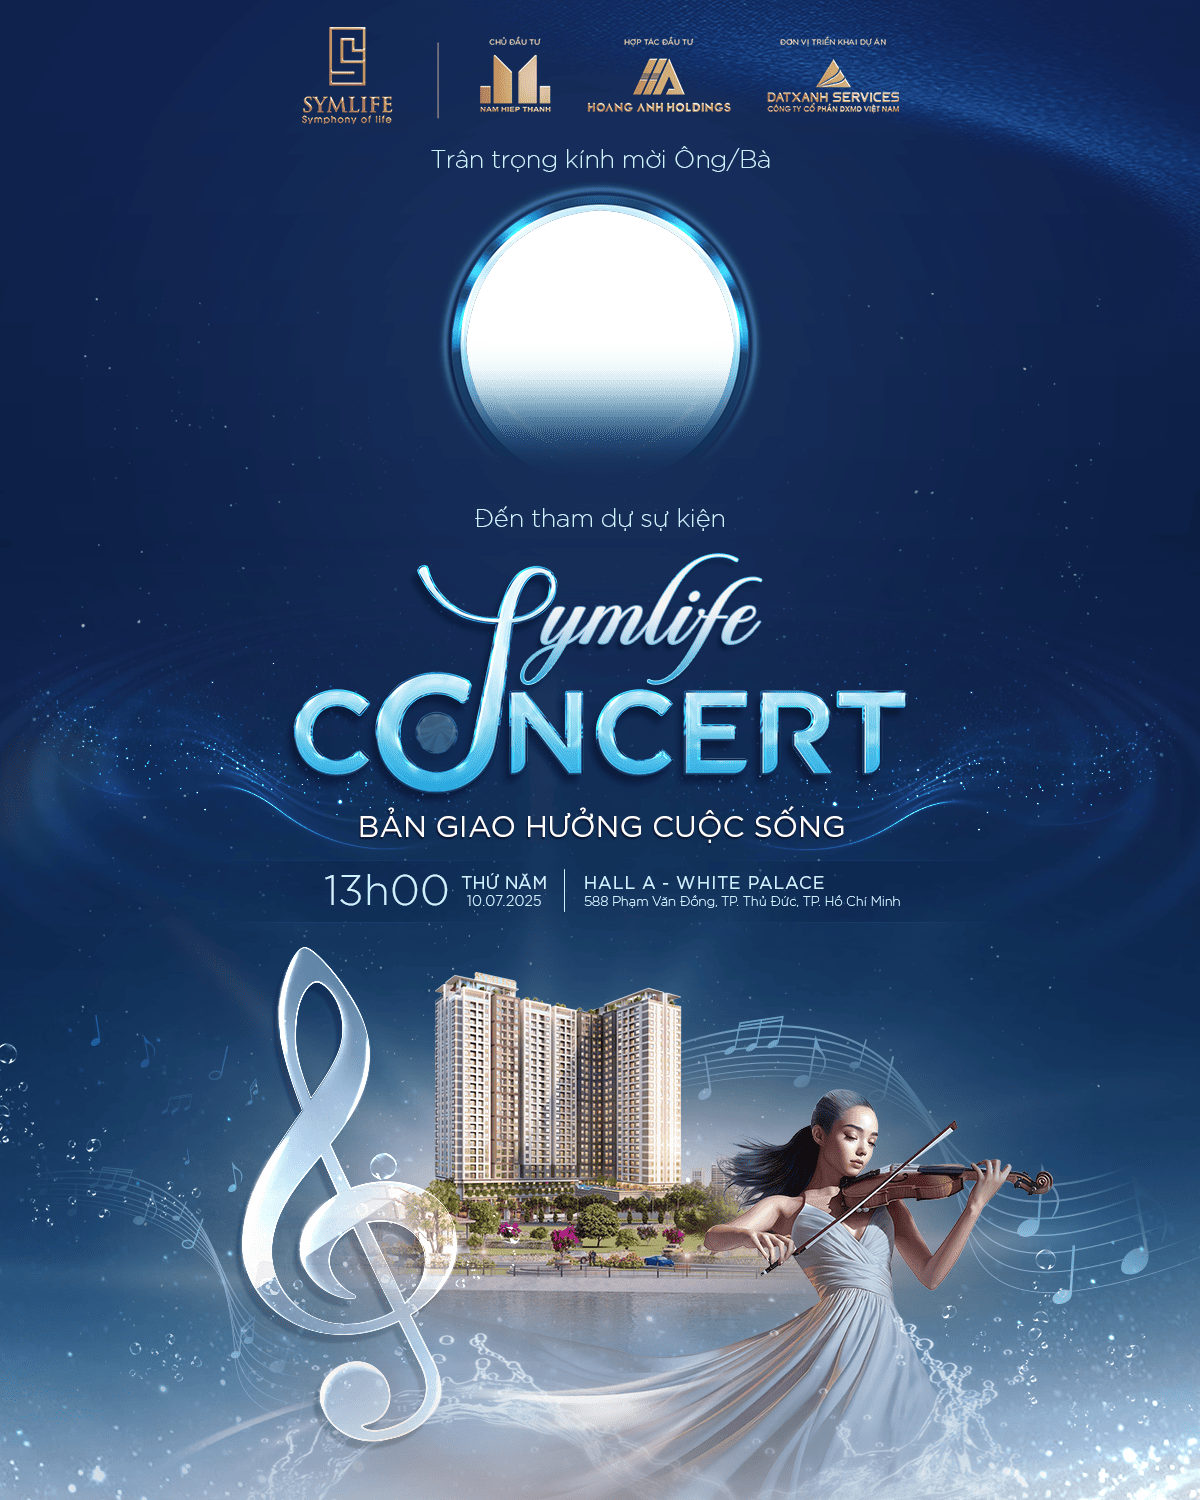 SYMLIFE
Symphony of life
CHỦ ĐẦU TƯ
NAM HIEP THANH
HỢP TÁC ĐẦU TƯ
HOANG ANH HOLDINGS
ĐƠN VỊ TRIỂN KHAI DỰ ÁN
DATXANH SERVICES
CÔNG TY CỔ PHẦN DXMD VIỆT NAM
Trân trọng kính mời Ông/Bà
Đến tham dự sự kiện
Symlife
CONCERT
BẢN GIAO HƯỞNG CUỘC SỐNG
13h00
THỨ NĂM
10.07.2025
HALL A - WHITE PALACE
588 Phạm Văn Đồng, TP. Thủ Đức, TP. Hồ Chí Minh